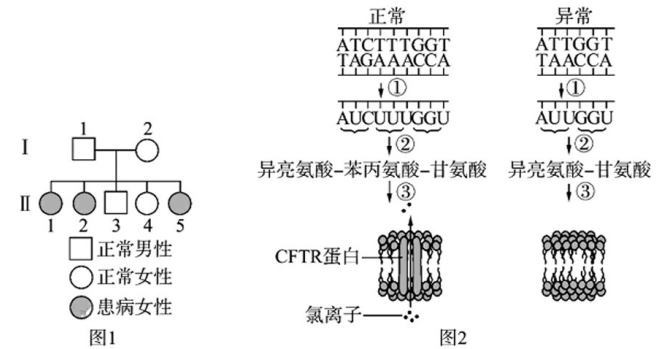 I
1
2
II
1
2
3
4
5
正常男性
正常女性
患病女性
图1
正常
ATCTTTGGT
TAGAAACCA
①
AUCUUUGGU
②
异亮氨酸-苯丙氨酸-甘氨酸
③
CFTR蛋白
氯离子
异常
ATTGGT
TAACCA
①
AUUGGU
②
异亮氨酸-甘氨酸
③
图2